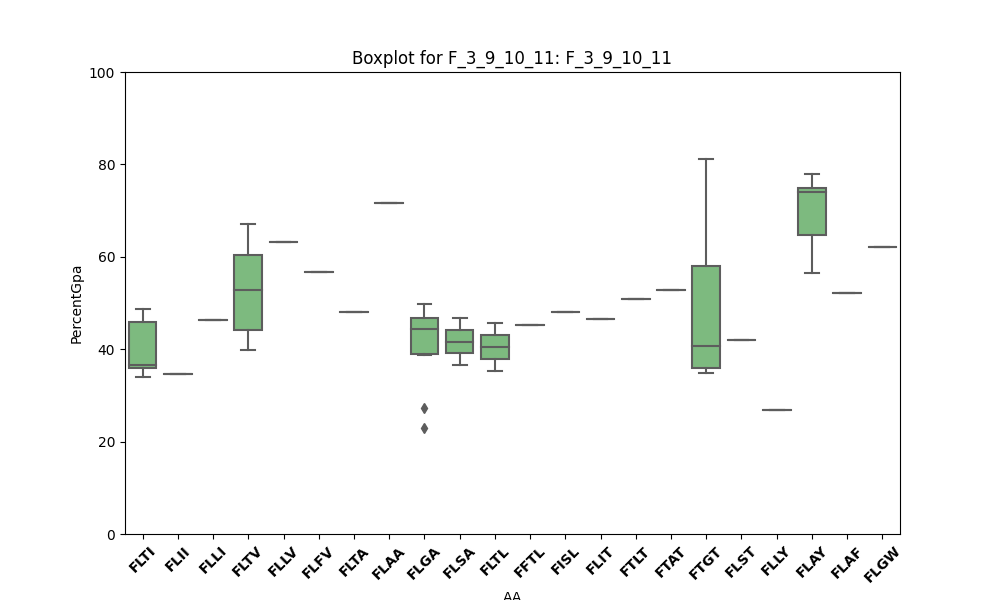 Boxplot for F_3_9_10_11: F_3_9_10_11
100
80
60
40
20
0
PercentGpa
FLTI FLII FLLI FLTV FLLV FLFV FLTA FLAA FLGA FLSA FLTL FFTL FISL FLIT FTLT FTAT FTGT FLST FLLY FLAY FLAF FLGW
AA